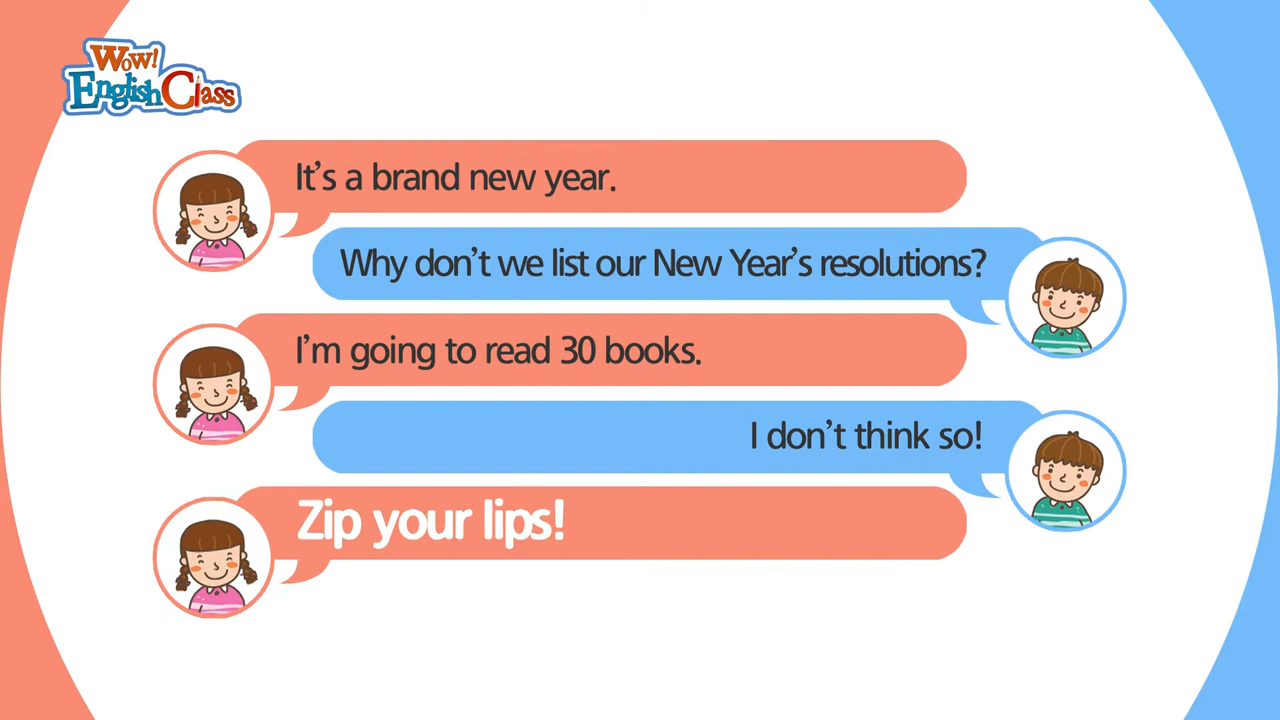 Wow!
English Class
It's a brand new year.
Why don't we list our New Year's resolutions?
I'm going to read 30 books.
I don't think so!
Zip your lips!